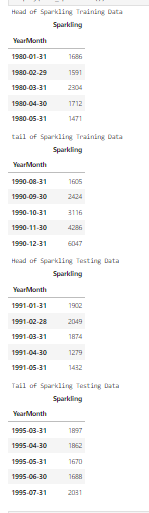 Head of Sparkling Training Data
Sparkling
YearMonth
1980-01-31 1686
1980-02-29 1591
1980-03-31 2304
1980-04-30 1712
1980-05-31 1471
tail of Sparkling Training Data
Sparkling
YearMonth
1990-08-31 1605
1990-09-30 2424
1990-10-31 3116
1990-11-30 4286
1990-12-31 6047
Head of Sparkling Testing Data
Sparkling
YearMonth
1991-01-31 1902
1991-02-28 2049
1991-03-31 1874
1991-04-30 1279
1991-05-31 1432
Tail of Sparkling Testing Data
Sparkling
YearMonth
1995-03-31 1897
1995-04-30 1862
1995-05-31 1670
1995-06-30 1688
1995-07-31 2031